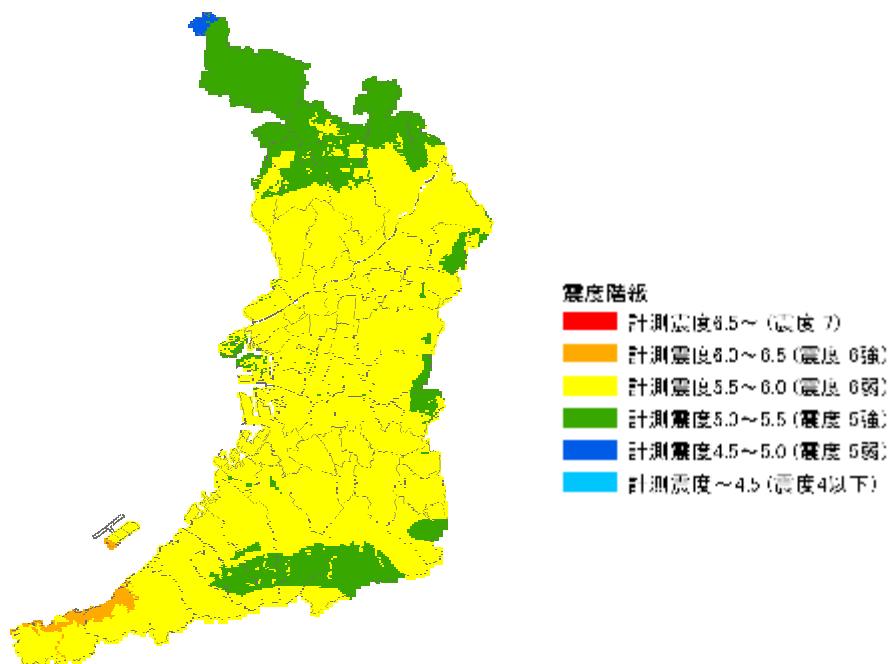 震度階級
計測震度6.5～ (震度 7)
計測震度6.0～6.5 (震度 6強)
計測震度5.5～6.0 (震度 6弱)
計測震度5.0～5.5 (震度 5強)
計測震度4.5～5.0 (震度 5弱)
計測震度～4.5 (震度4以下)